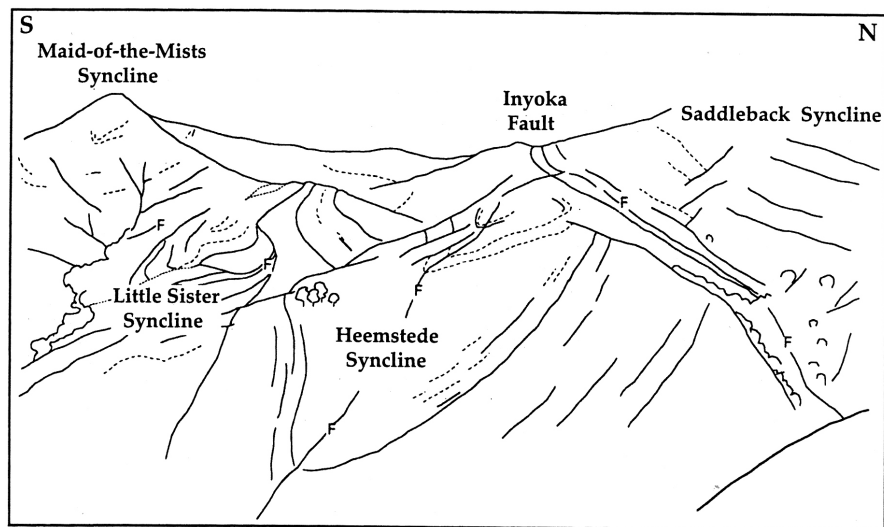 S
N
Maid-of-the-Mists
Syncline
Inyoka
Fault
Saddleback Syncline
F
F
F
F
F
F
Little Sister
Syncline
Heemstede
Syncline